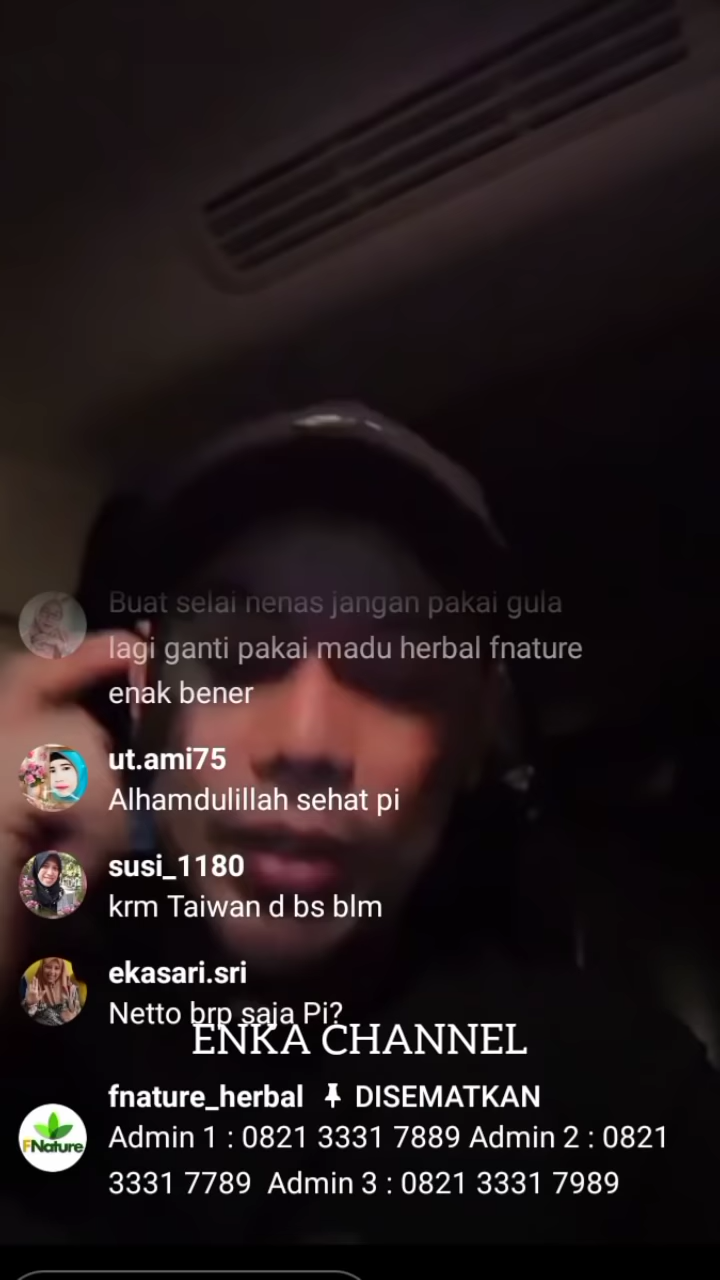 Buat selai nenas jangan pakai gula
lagi ganti pakai madu herbal fnature
enak bener
ut.ami75
Alhamdulillah sehat pi
susi_1180
krm Taiwan d bs blm
ekasari.sri
Netto brp saja Pi?
ENKA CHANNEL
fnature_herbal DISEMATKAN
FNature
Admin 1 : 0821 3331 7889 Admin 2 : 0821
3331 7789 Admin 3 : 0821 3331 7989